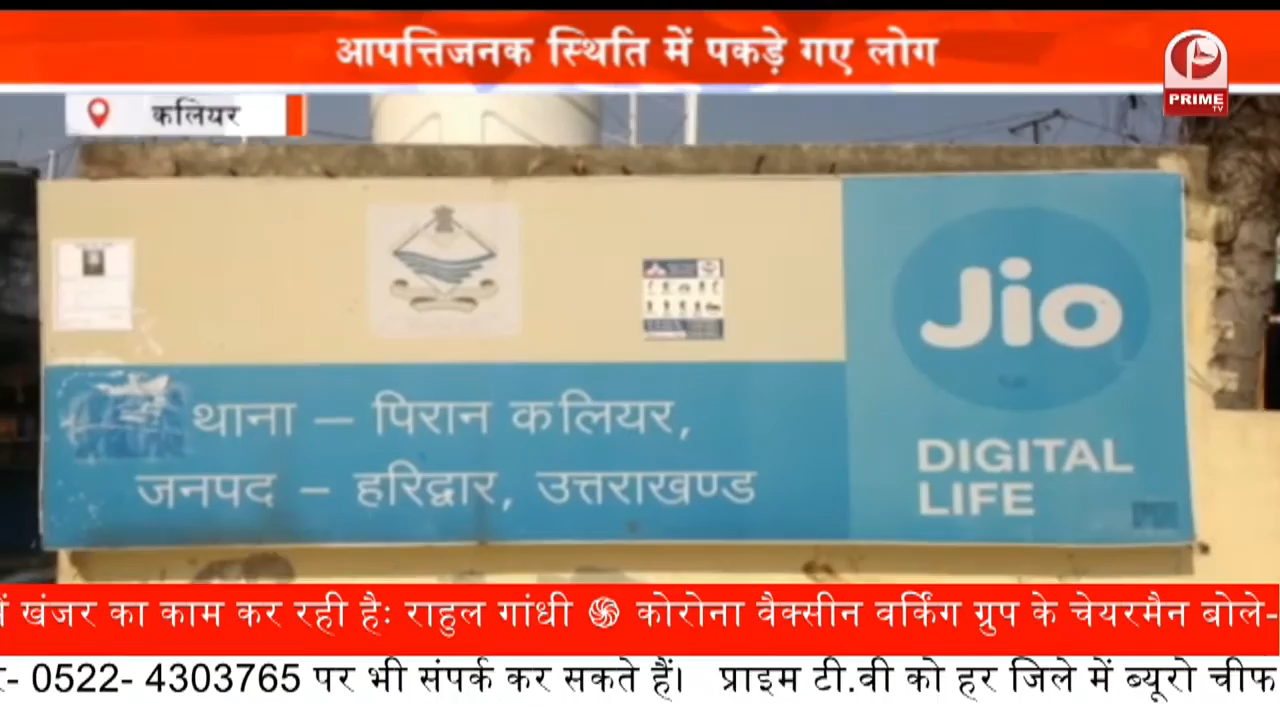 आपत्तिजनक स्थिति में पकड़े गए लोग
PRIME
TV
कलियर
Jio
DIGITAL
LIFE
थाना – पिरान कलियर,
जनपद – हरिद्वार, उत्तराखण्ड
खंजर का काम कर रही हैः राहुल गांधी ֍ कोरोना वैक्सीन वर्किंग ग्रुप के चेयरमैन बोले-
0522- 4303765 पर भी संपर्क कर सकते हैं। प्राइम टी.वी को हर जिले में ब्यूरो चीफ